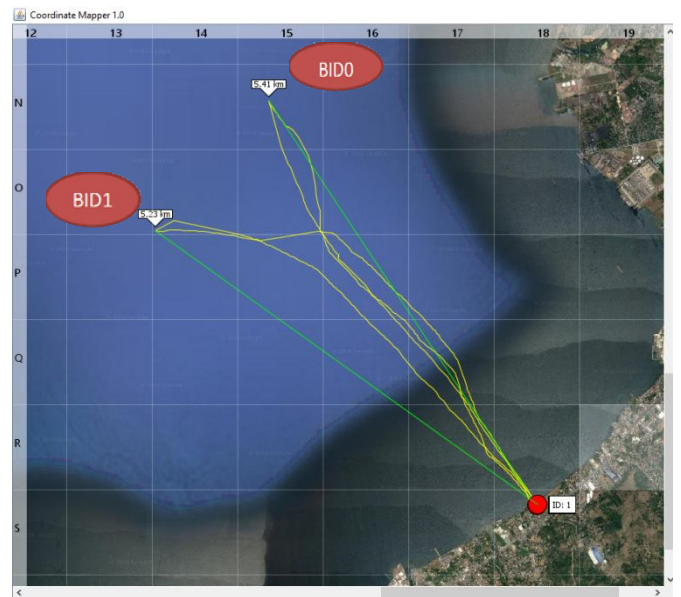 Coordinate Mapper 1.0
12 13 14 15 16 17 18 19
BID0
5,41 km
N
O
BID1
5,23 km
P
Q
R
ID: 1
S